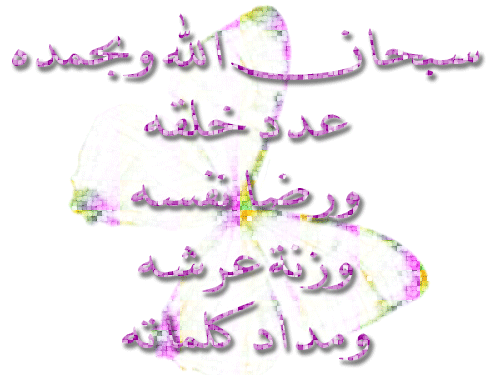 سبحان الله وبحمده
عدد خلقه
ورضا نفسه
وزنة عرشه
ومداد كلماته